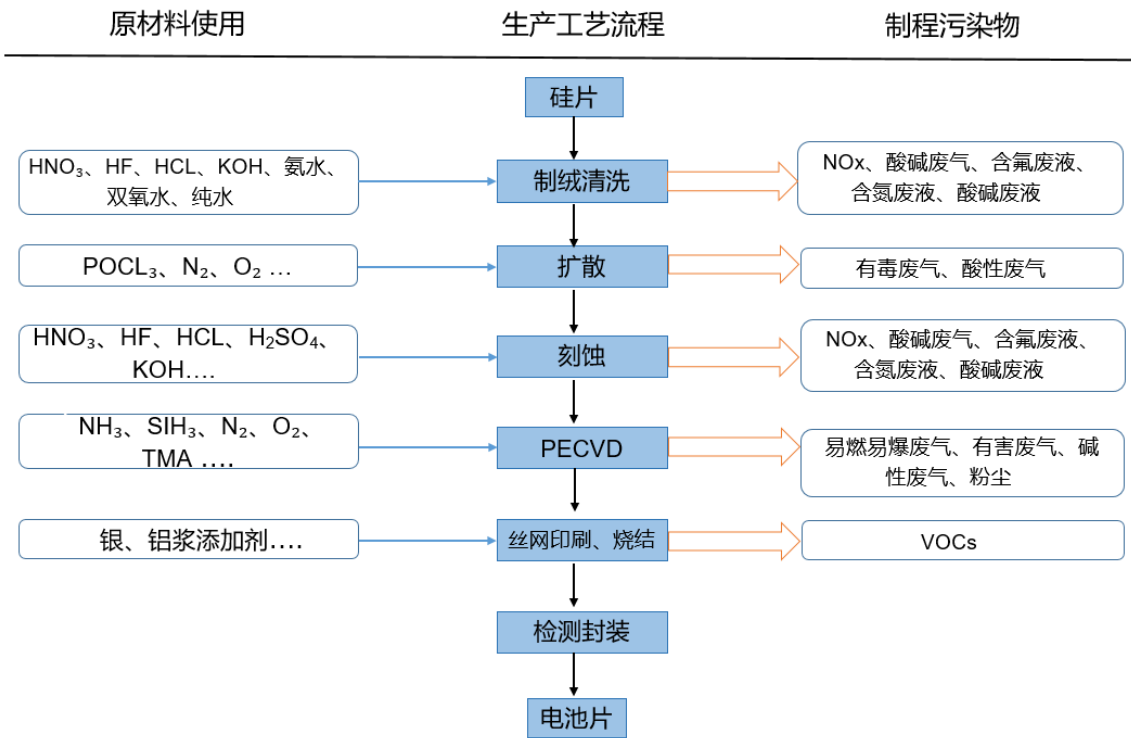 原材料使用
生产工艺流程
制程污染物
硅片
HNO₃、HF、HCL、KOH、氨水、
双氧水、纯水
制绒清洗
NOx、酸碱废气、含氟废液、
含氮废液、酸碱废液
POCL₃、N₂、O₂ …
扩散
有毒废气、酸性废气
HNO₃、HF、HCL、H₂SO₄、
KOH….
刻蚀
NOx、酸碱废气、含氟废液、
含氮废液、酸碱废液
NH₃、SIH₃、N₂、O₂、
TMA ….
PECVD
易燃易爆废气、有害废气、碱
性废气、粉尘
银、铝浆添加剂….
丝网印刷、烧结
VOCs
检测封装
电池片